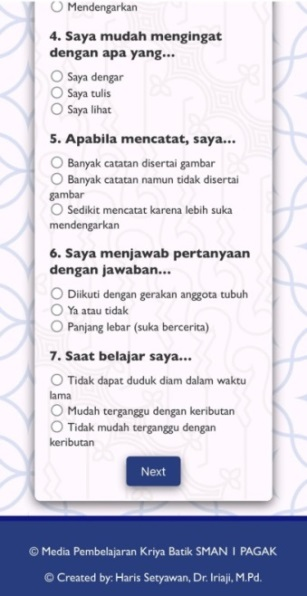 Mendengarkan
4. Saya mudah mengingat
dengan apa yang...
Saya dengar
Saya tulis
Saya lihat
5. Apabila mencatat, saya...
Banyak catatan disertai gambar
Banyak catatan namun tidak disertai
gambar
Sedikit mencatat karena lebih suka
mendengarkan
6. Saya menjawab pertanyaan
dengan jawaban...
Diikuti dengan gerakan anggota tubuh
Ya atau tidak
Panjang lebar (suka bercerita)
7. Saat belajar saya...
Tidak dapat duduk diam dalam waktu
lama
Mudah terganggu dengan keributan
Tidak mudah terganggu dengan
keributan
Next
© Media Pembelajaran Kriya Batik SMAN 1 PAGAK
© Created by: Haris Setyawan, Dr. Iriaji, M.Pd.